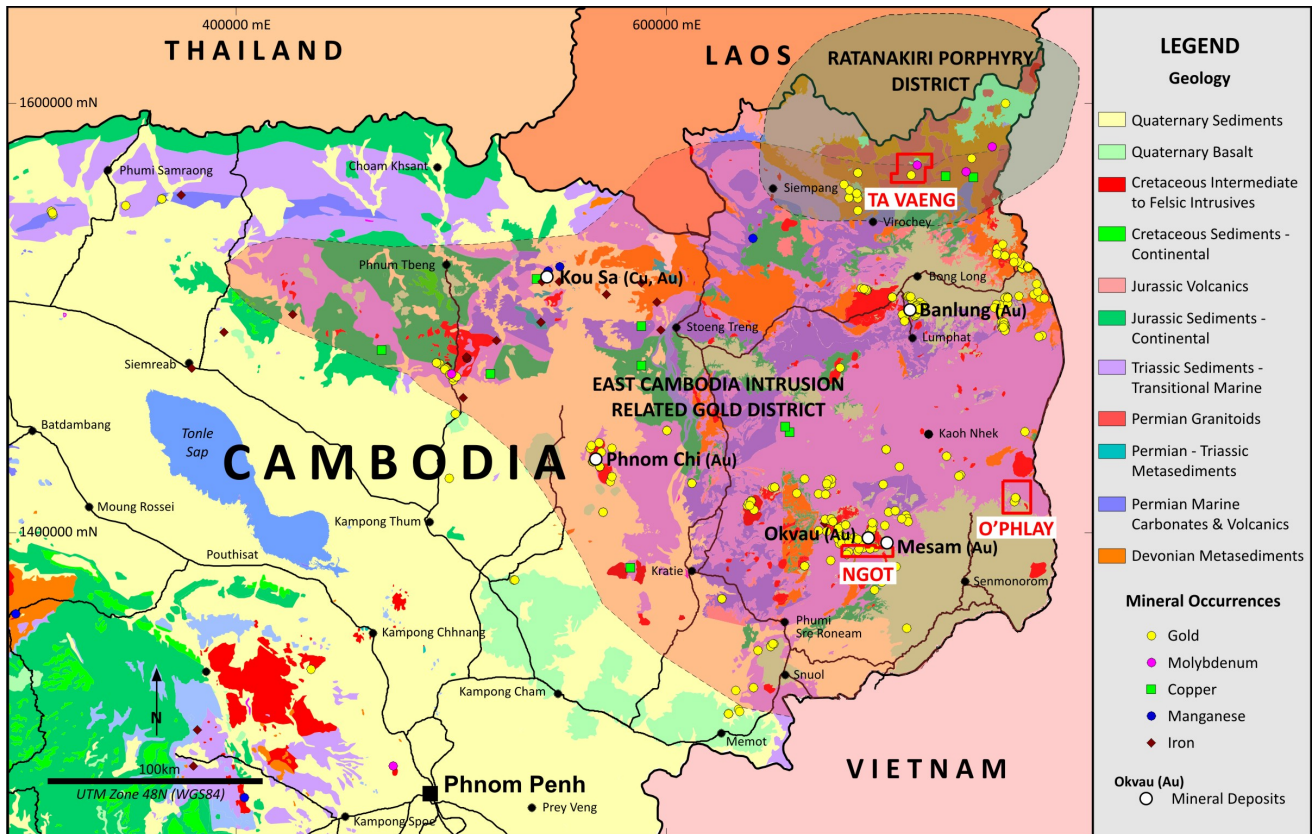 400000 mE
600000 mE
THAILAND
LAOS
RATANAKIRI PORPHYRY
DISTRICT
1600000 mN
Phumi Samraong
Choam Khsant
Siempang
TA VAENG
Virochey
Phnum Tbeng
Kou Sa (Cu, Au)
Bong Long
Banlung (Au)
Stoeng Treng
Lumphat
Siemreab
EAST CAMBODIA INTRUSION
RELATED GOLD DISTRICT
Batdambang
Tonle
Sap
CAMBODIA
Kaoh Nhek
Phnom Chi (Au)
Moung Rossei
O'PHLAY
1400000 mN
Kampong Thum
Okvau (Au)
Mesam (Au)
Pouthisat
NGOT
Kratie
Senmonorom
Kampong Chhnang
Phumi
Sre Roneam
Snuol
Kampong Cham
N
Memot
100km
UTM Zone 48N (WGS84)
Phnom Penh
Prey Veng
Kampong Spoe
VIETNAM
LEGEND
Geology
Quaternary Sediments
Quaternary Basalt
Cretaceous Intermediate
to Felsic Intrusives
Cretaceous Sediments -
Continental
Jurassic Volcanics
Jurassic Sediments -
Continental
Triassic Sediments -
Transitional Marine
Permian Granitoids
Permian - Triassic
Metasediments
Permian Marine
Carbonates & Volcanics
Devonian Metasediments
Mineral Occurrences
Gold
Molybdenum
Copper
Manganese
Iron
Okvau (Au)
Mineral Deposits